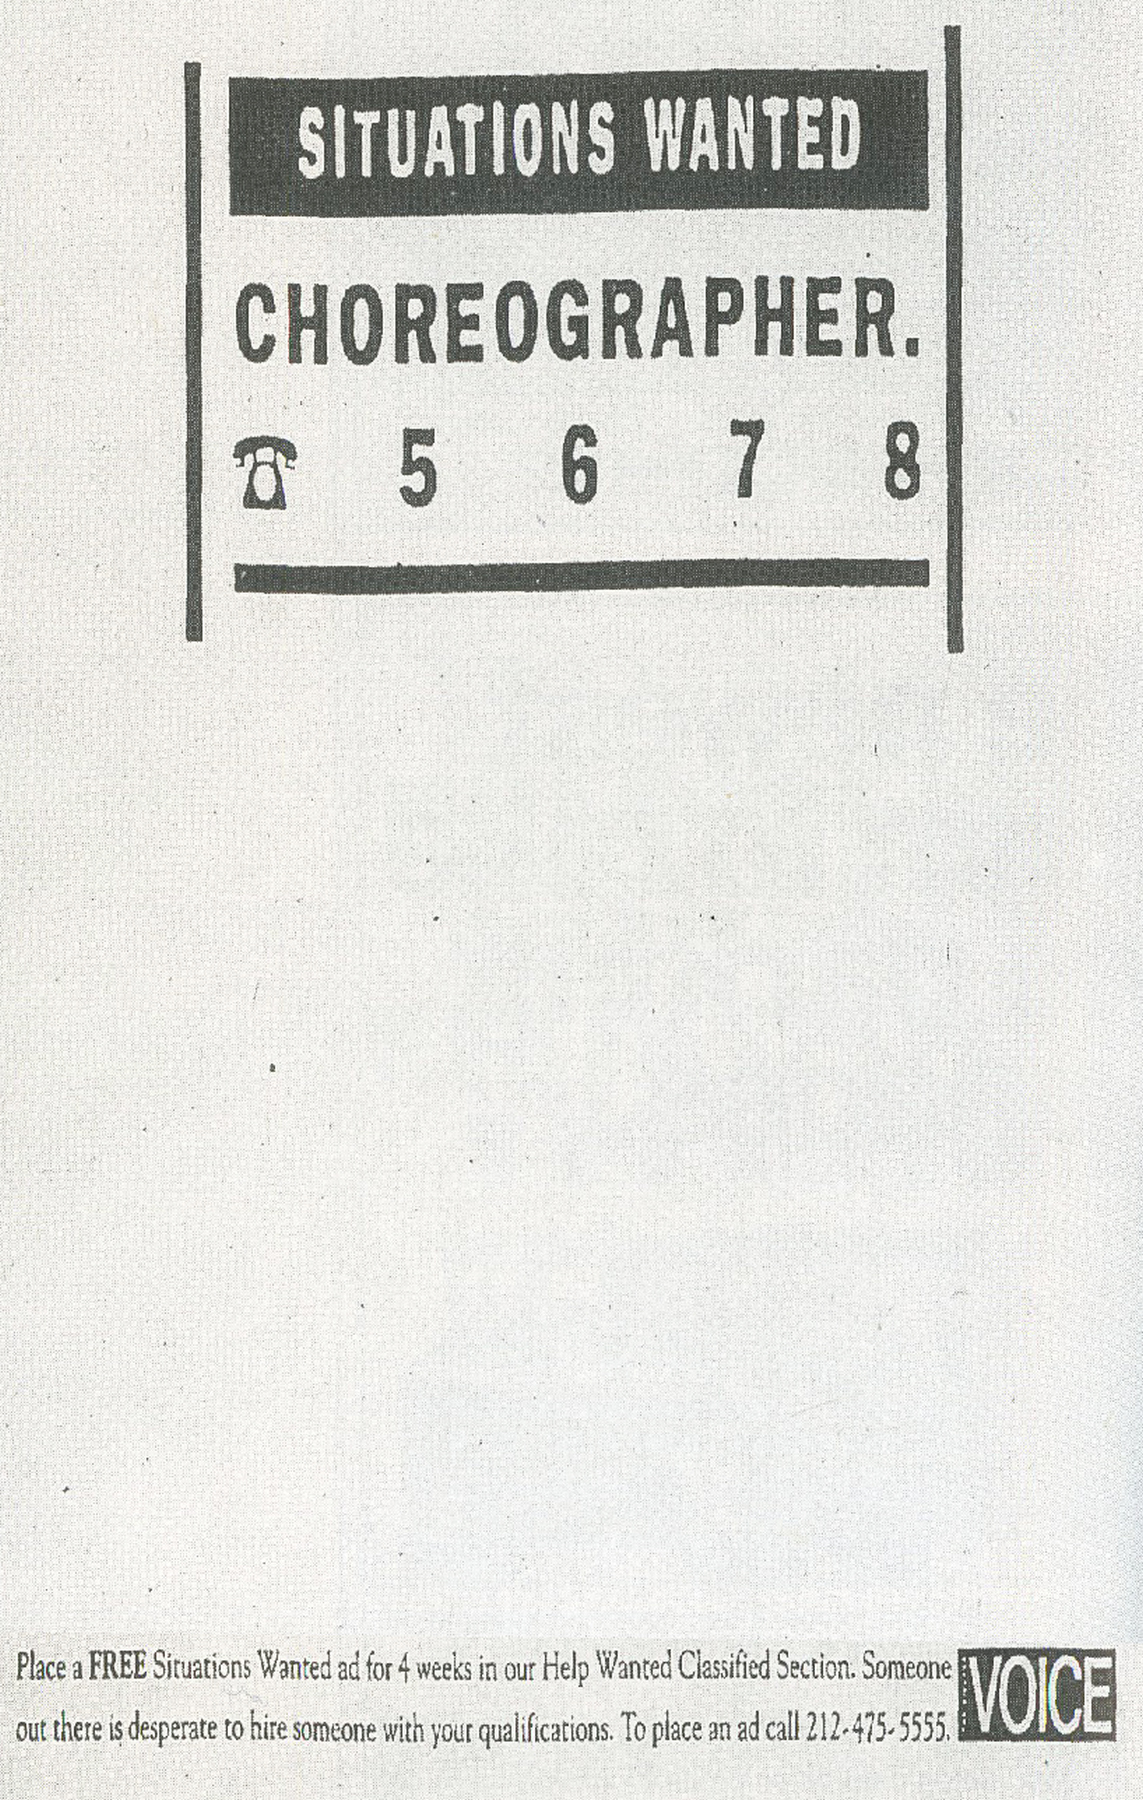 SITUATIONS WANTED
CHOREOGRAPHER.
☎ 5 6 7 8
Place a FREE Situations Wanted ad for 4 weeks in our Help Wanted Classified Section. Someone
out there is desperate to hire someone with your qualifications. To place an ad call 212-475-5555.
VOICE